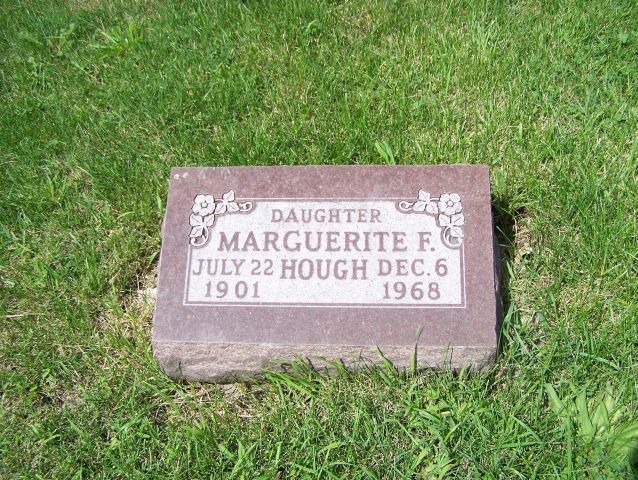 DAUGHTER
MARGUERITE F.
JULY 22 HOUGH DEC. 6
1901 1968